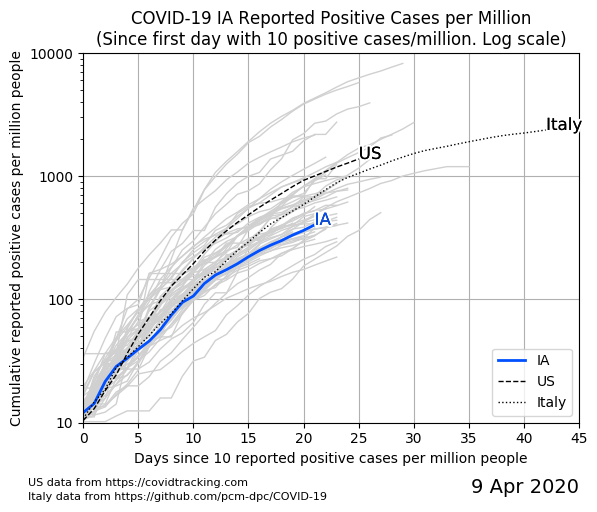 COVID-19 IA Reported Positive Cases per Million
(Since first day with 10 positive cases/million. Log scale)
Cumulative reported positive cases per million people
10000
1000
100
10
Italy
US
IA
IA
US
Italy
0 5 10 15 20 25 30 35 40 45
Days since 10 reported positive cases per million people
US data from https://covidtracking.com
Italy data from https://github.com/pcm-dpc/COVID-19
9 Apr 2020